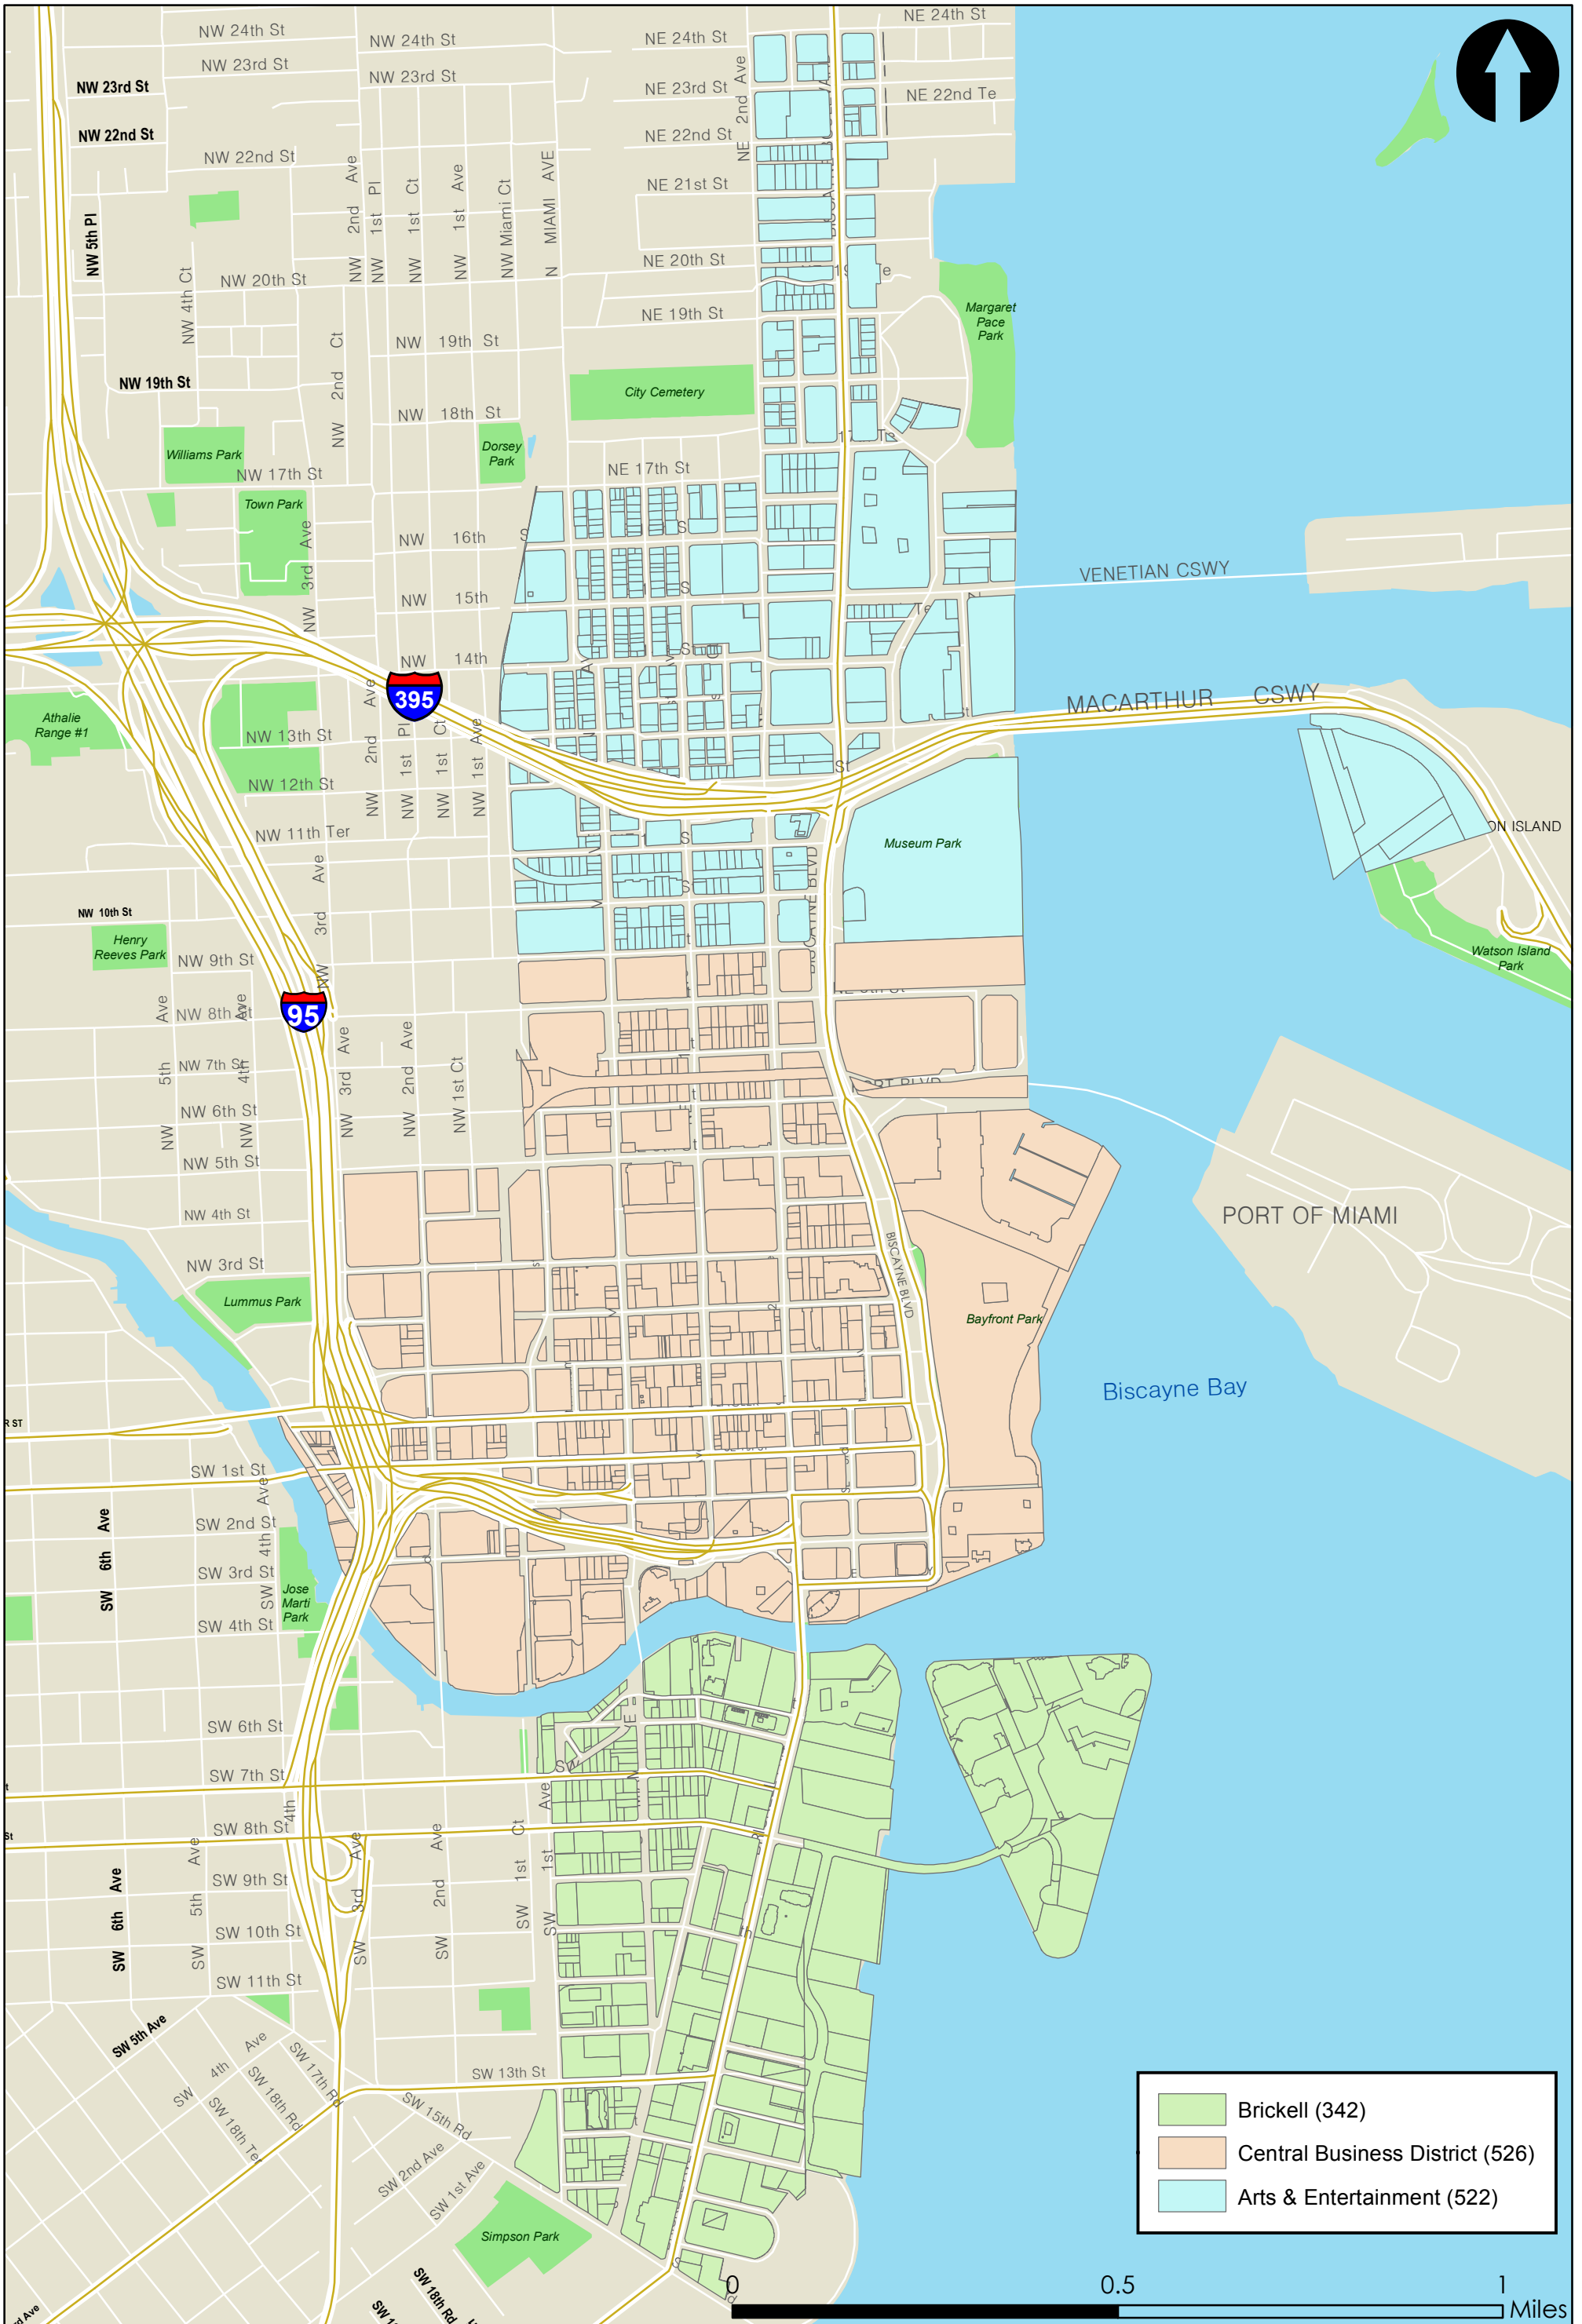 NE 24th St
NW 24th St
NW 24th St
NE 24th St
NW 23rd St
NW 23rd St
NW 23rd St
NE 23rd St
NE 2nd Ave
NE 22nd Te
NW 22nd St
NW 22nd St
NE 22nd St
NE 21st St
NW 5th Pl
NW 4th Ct
NW 2nd Ave
NW 1st Pl
NW 1st Ct
NW 1st Ave
NW Miami Ct
N MIAMI AVE
NW 20th St
NE 20th St
NE 19th St
Margaret
Pace
Park
NW 19th St
NW 2nd Ct
NW 19th St
City Cemetery
NW 18th St
Williams Park
Dorsey
Park
NW 17th St
NE 17th St
Town Park
NW 3rd Ave
NW 16th S
NW 15th
NW 14th
VENETIAN CSWY
MACARTHUR CSWY
395
Athalie
Range #1
NW 13th St
NW 12th St
NW 11th Ter
NW 2nd Ave
NW 1st Pl
NW 1st Ct
NW 1st Ave
St
Museum Park
BISCAYNE BLVD
ON ISLAND
Watson Island
Park
NW 10th St
NW 3rd Ave
Henry
Reeves Park
NW 9th St
NW 8th St
95
NW 7th St
NW 6th St
NW 5th St
NW 5th Ave
NW 4th Ave
NW 3rd Ave
NW 2nd Ave
NW 1st Ct
PORT BLVD
NW 4th St
NW 3rd St
Lummus Park
BISCAYNE BLVD
Bayfront Park
PORT OF MIAMI
Biscayne Bay
R ST
SW 1st St
SW 2nd St
SW 3rd St
SW 4th St
SW 6th Ave
SW 4th Ave
Jose
Marti
Park
SW 6th St
SW 7th St
SW 8th St
SW 9th St
SW 10th St
SW 11th St
4th
SW 6th Ave
SW 5th Ave
SW 3rd Ave
SW 2nd Ave
SW 1st Ct
SW 1st Ave
SW
SW 5th Ave
SW 4th Ave
SW 17th Rd
SW 18th Rd
SW 18th Ter
SW 13th St
SW 15th Rd
SW 2nd Ave
SW 1st Ave
Simpson Park
SW 18th Rd
Brickell (342)
Central Business District (526)
Arts & Entertainment (522)
0 0.5 1
Miles